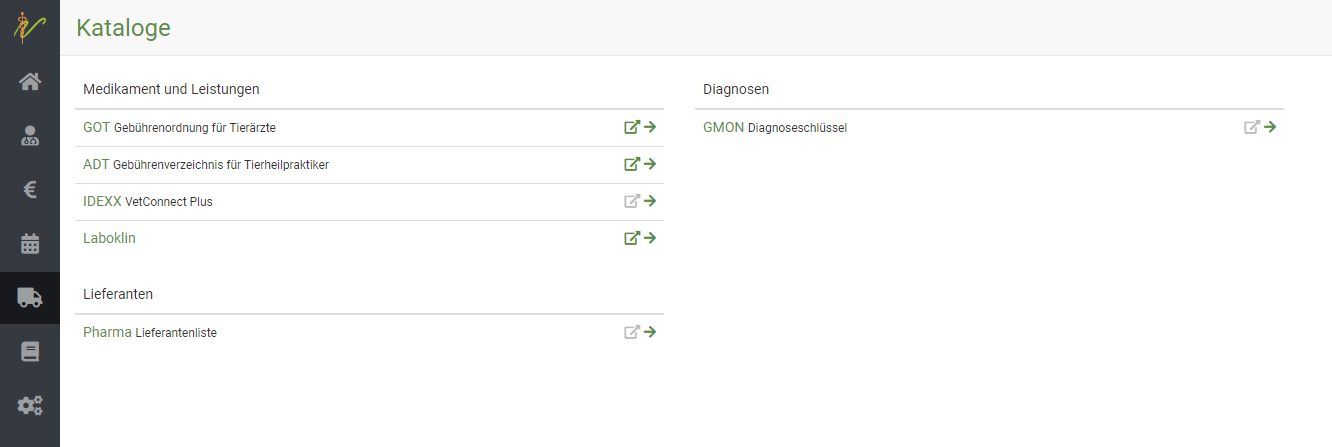 Kataloge
Medikament und Leistungen
GOT Gebührenordnung für Tierärzte
ADT Gebührenverzeichnis für Tierheilpraktiker
IDEXX VetConnect Plus
Laboklin
Lieferanten
Pharma Lieferantenliste
Diagnosen
GMON Diagnoseschlüssel